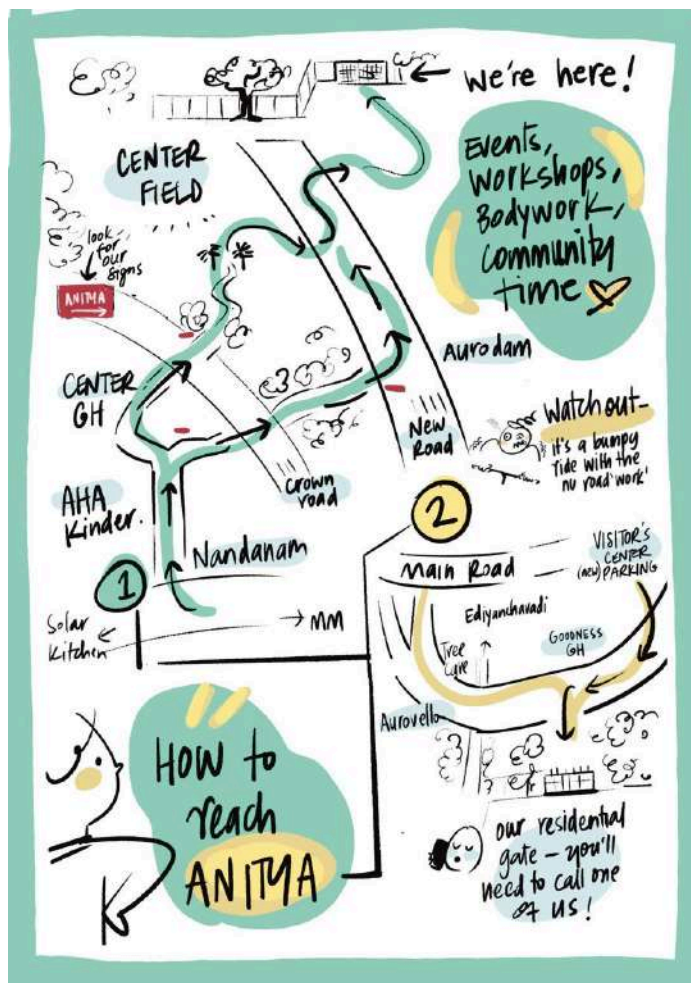 we're here!
CENTER
FIELD
Events,
Workshops,
Bodywork,
community
time
look
for
our
signs
ANITYA
CENTER
GH
Aurodam
New
Road
Watch out-
it's a bumpy
ride with the
nu road 'work'
AHA
Kinder.
Crown
road
Nandanam
1
Solar
Kitchen
MM
2
Main Road
VISITOR'S
CENTER
(new) PARKING
Ediyanchavadi
GOODNESS
GH
Tree
Care
Aurovelo
HOW to
reach
ANITYA
our residential
gate – you'll
need to call one
of us!